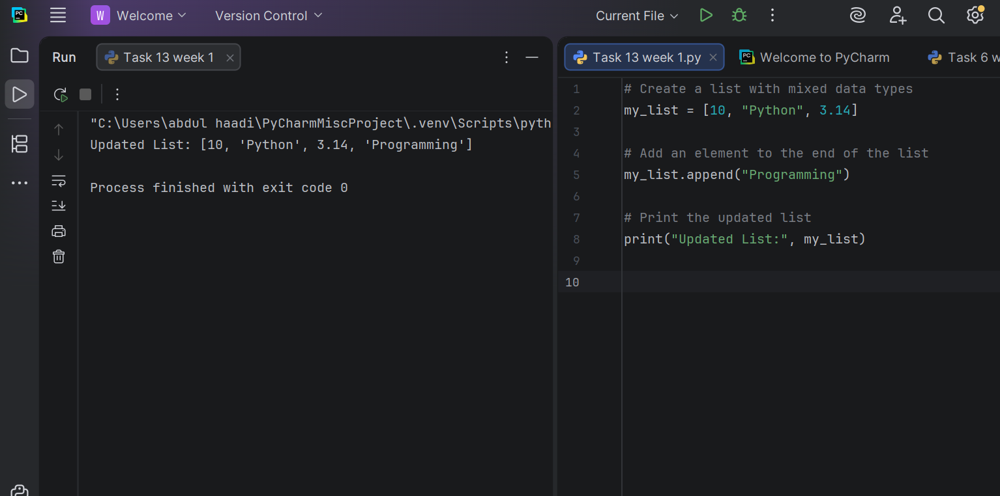 PC
W Welcome Version Control Current File
Run Task 13 week 1
"C:\Users\abdul haadi\PyCharmMiscProject\.venv\Scripts\pyth
Updated List: [10, 'Python', 3.14, 'Programming']
Process finished with exit code 0
Task 13 week 1.py PC Welcome to PyCharm Task 6 w
1 # Create a list with mixed data types
2 my_list = [10, "Python", 3.14]
3
4 # Add an element to the end of the list
5 my_list.append("Programming")
6
7 # Print the updated list
8 print("Updated List:", my_list)
9
10